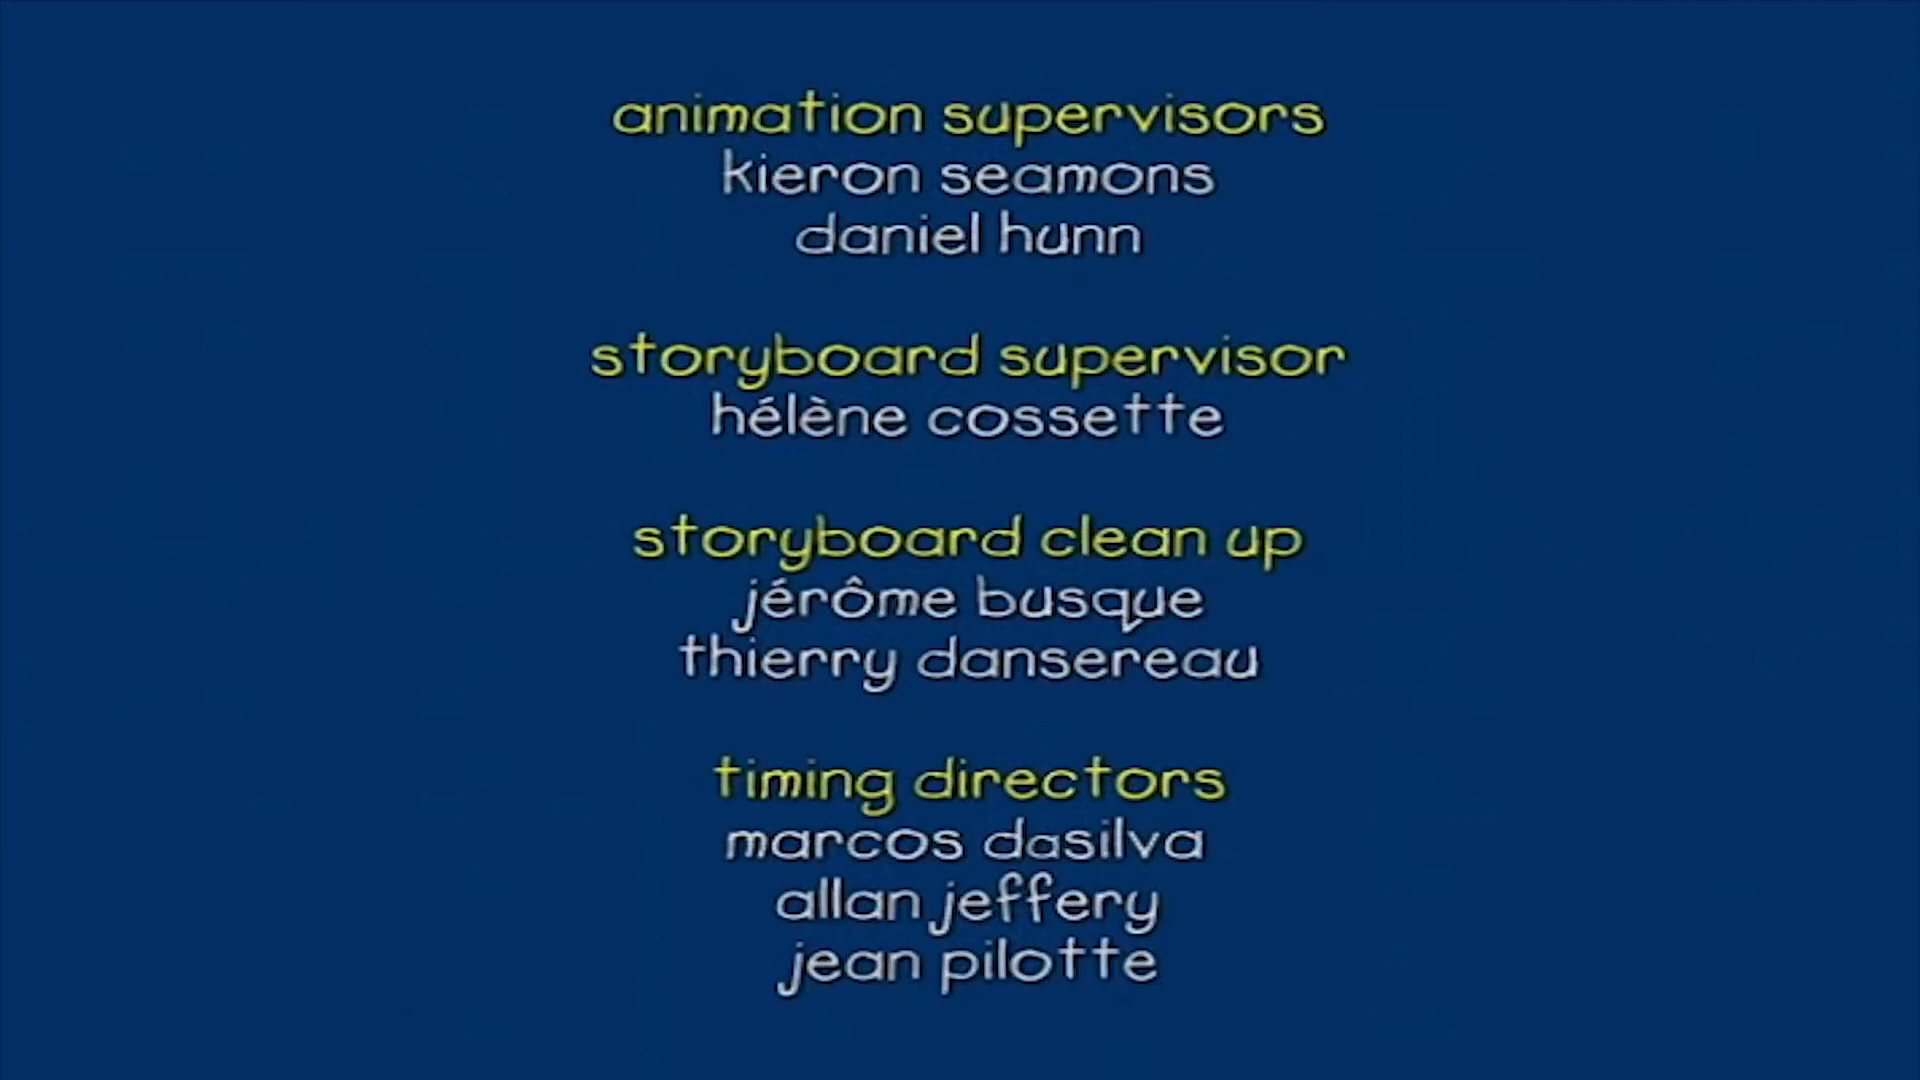 animation supervisors
kieron seamons
daniel hunn
storyboard supervisor
hélène cossette
storyboard clean up
jérôme busque
thierry dansereau
timing directors
marcos dasilva
allan jeffery
jean pilotte